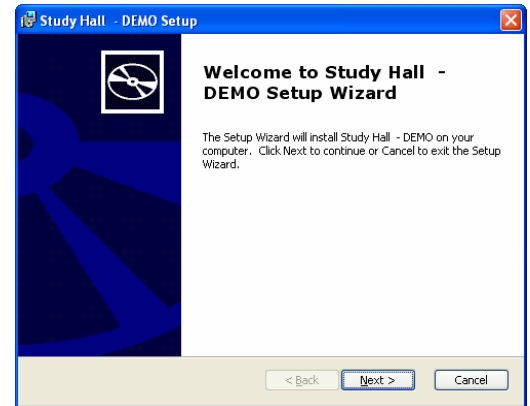 Study Hall  - DEMO Setup
Welcome to Study Hall  -
DEMO Setup Wizard
The Setup Wizard will install Study Hall  - DEMO on your
computer.  Click Next to continue or Cancel to exit the Setup
Wizard.
< Back
Next >
Cancel